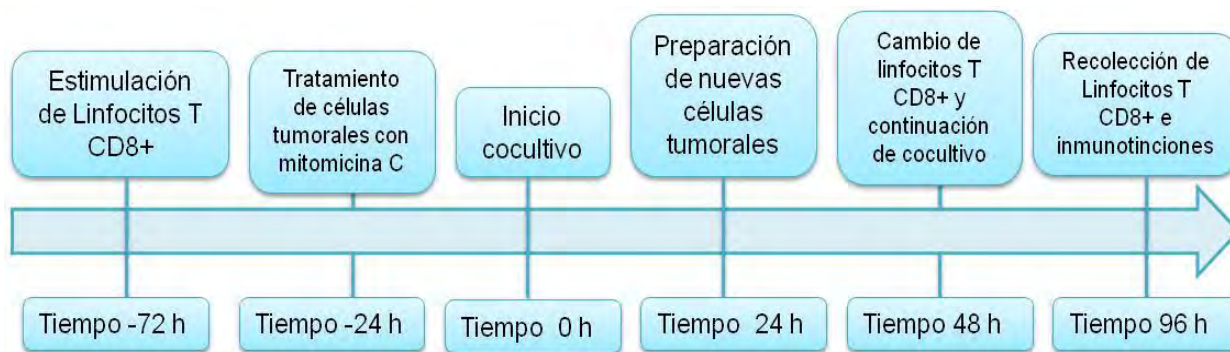 Estimulación
de Linfocitos T
CD8+
Tratamiento
de células
tumorales con
mitomicina C
Inicio
cocultivo
Preparación
de nuevas
células
tumorales
Cambio de
linfocitos T
CD8+ y
continuación
de cocultivo
Recolección de
Linfocitos T
CD8+ e
inmunotinciones
Tiempo -72 h
Tiempo -24 h
Tiempo 0 h
Tiempo 24 h
Tiempo 48 h
Tiempo 96 h